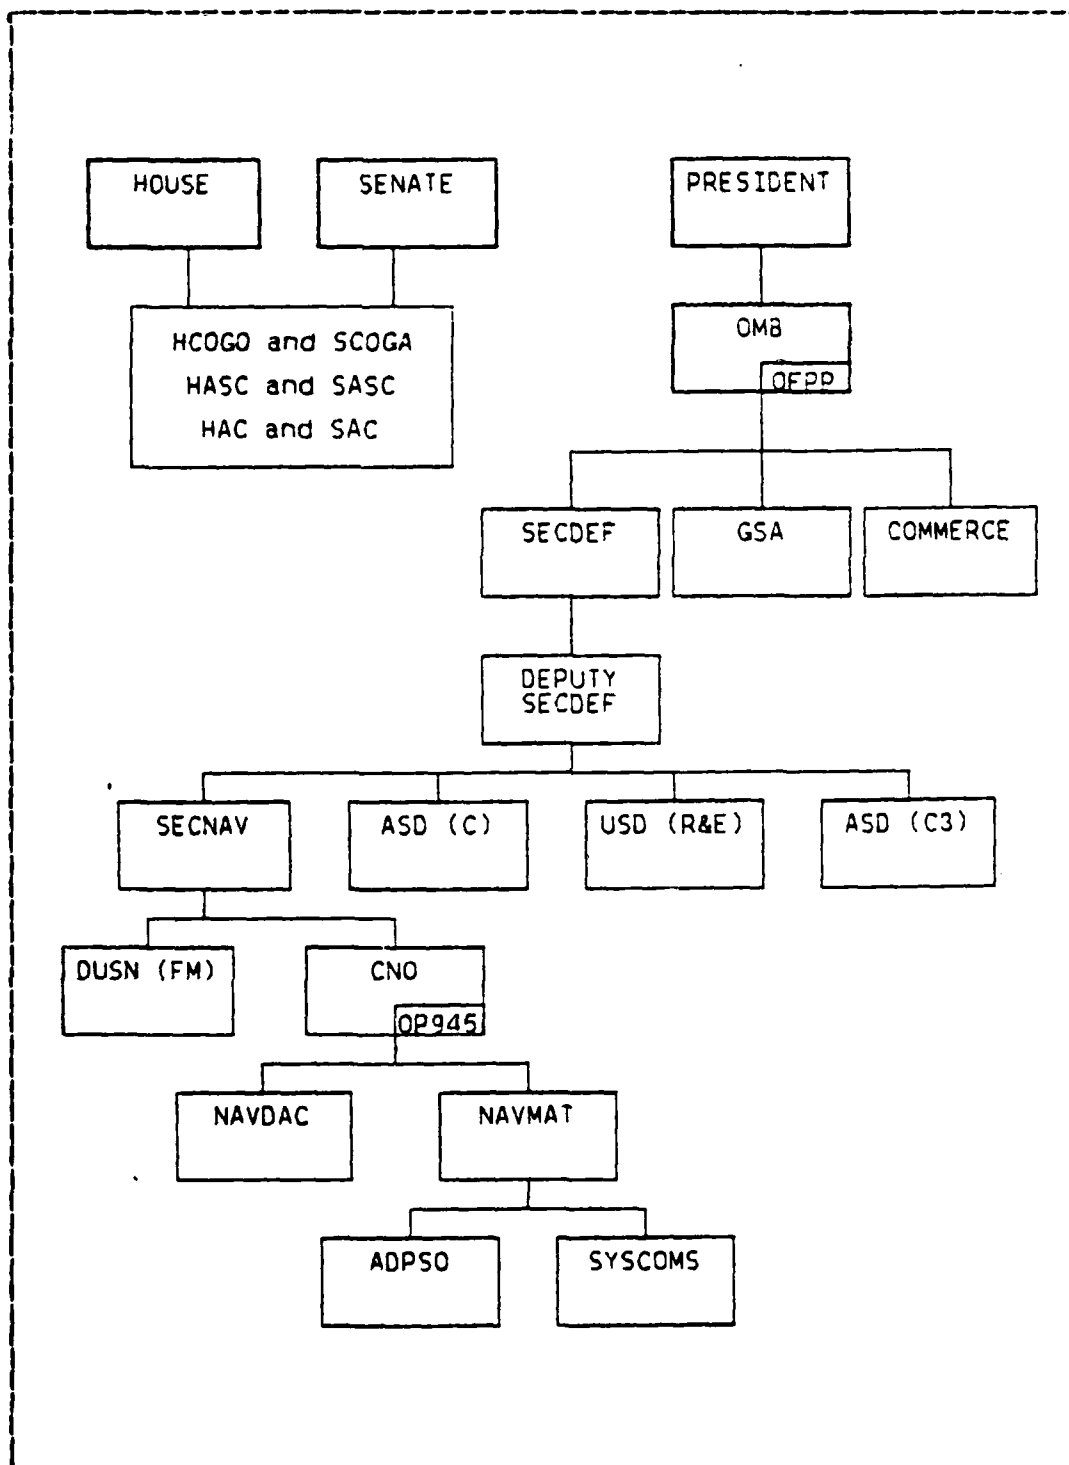 HOUSE
SENATE
PRESIDENT
HCOGO and SCOGA
HASC and SASC
HAC and SAC
OMB
OFPP
SECDEF
GSA
COMMERCE
DEPUTY
SECDEF
SECNAV
ASD (C)
USD (R&E)
ASD (C3)
DUSN (FM)
CNO
OP945
NAVDAC
NAVMAT
ADPSO
SYSCOMS